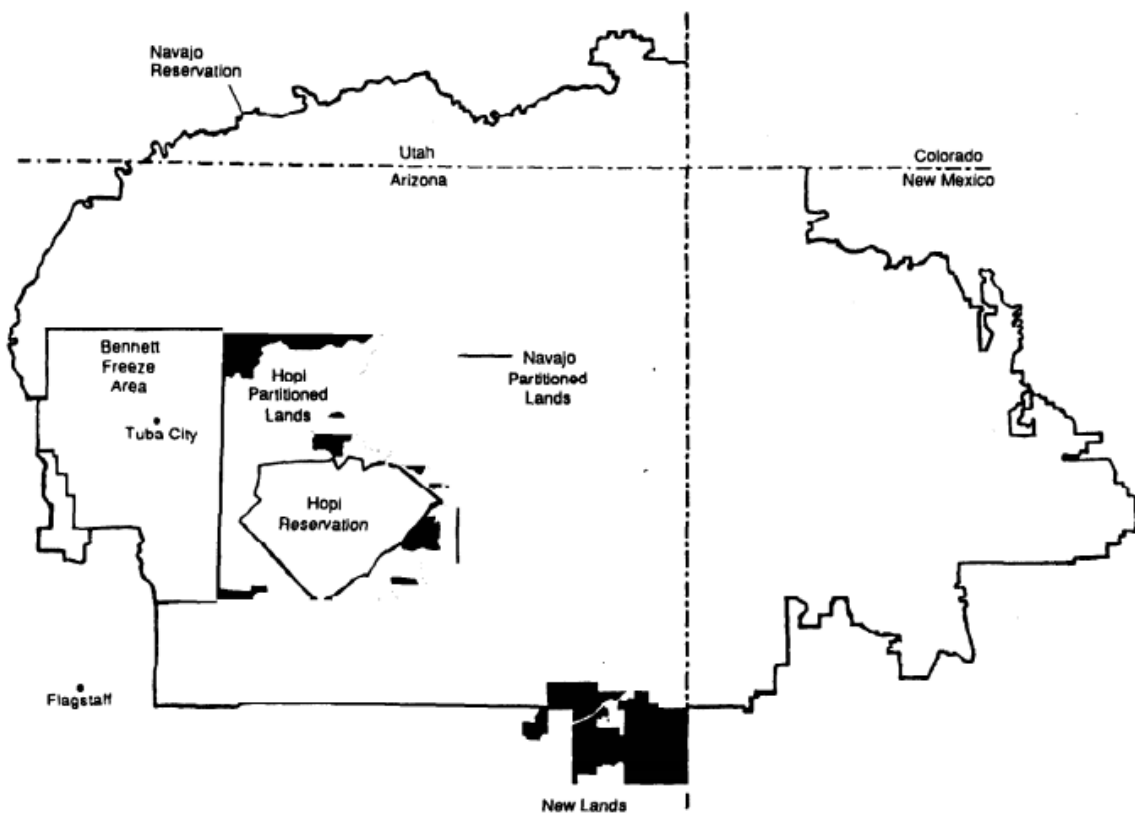 Navajo
Reservation
Utah
Colorado
Arizona
New Mexico
Bennett
Freeze
Area
Hopi
Partitioned
Lands
Navajo
Partitioned
Lands
Tuba City
Hopi
Reservation
Flagstaff
New Lands